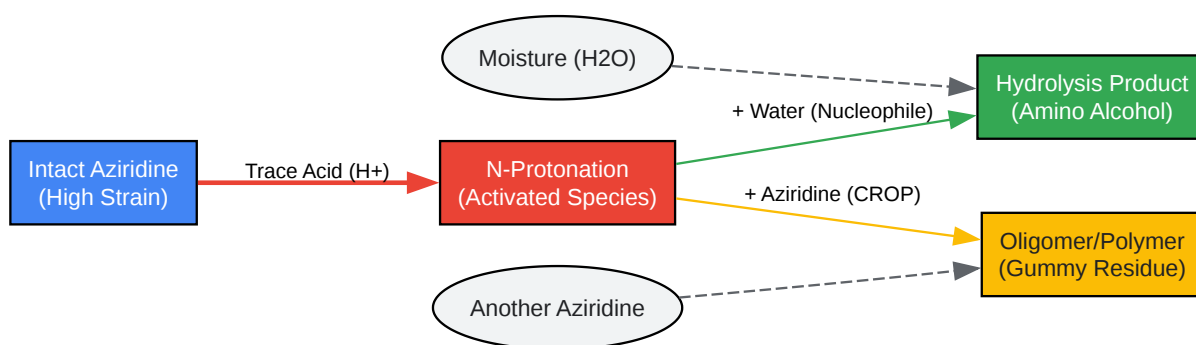 Moisture (H2O)
Hydrolysis Product
(Amino Alcohol)
+ Water (Nucleophile)
Intact Aziridine
(High Strain)
Trace Acid (H+)
N-Protonation
(Activated Species)
+ Aziridine (CROP)
Oligomer/Polymer
(Gummy Residue)
Another Aziridine